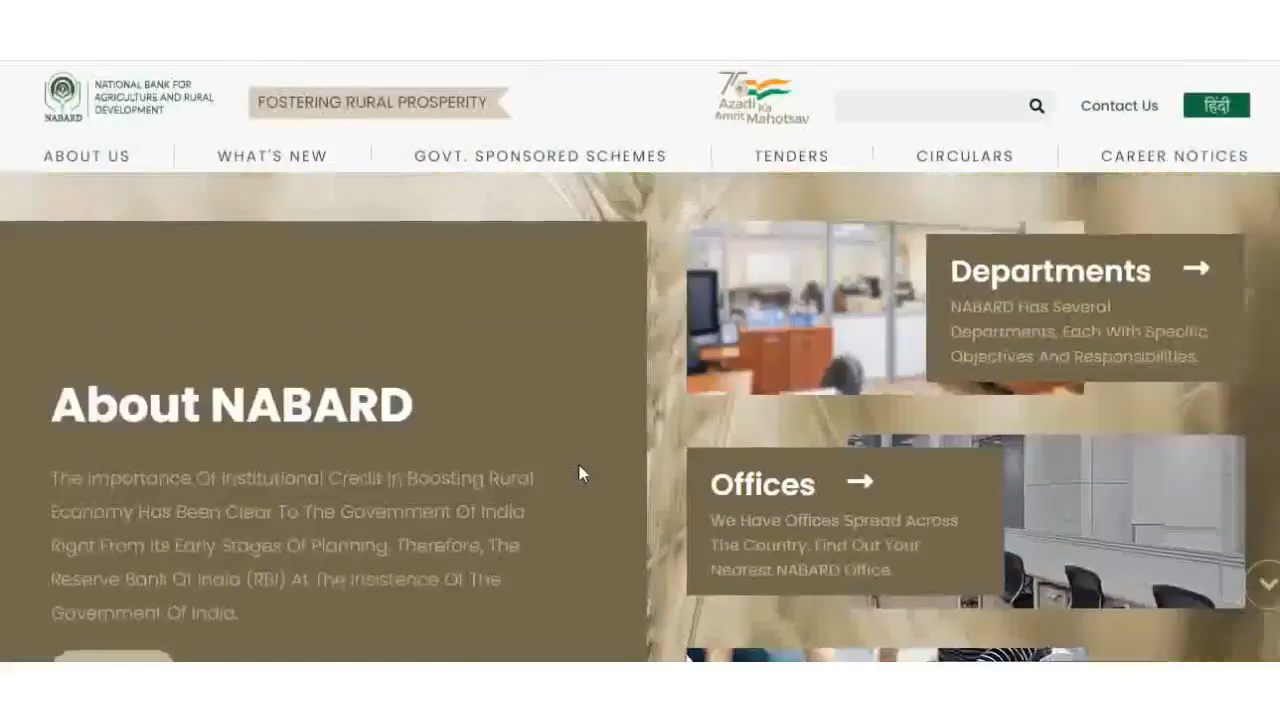 NATIONAL BANK FOR
AGRICULTURE AND RURAL
DEVELOPMENT
NABARD
FOSTERING RURAL PROSPERITY
75
Azadi Ka
Amrit Mahotsav
Contact Us
हिंदी
ABOUT US
WHAT'S NEW
GOVT. SPONSORED SCHEMES
TENDERS
CIRCULARS
CAREER NOTICES
About NABARD
The Importance Of Institutional Credit In Boosting Rural
Economy Has Been Clear To The Government Of India
Right From Its Early Stages Of Planning. Therefore, The
Reserve Bank Of India (RBI) At The Insistence Of The
Government Of India.
Departments →
NABARD Has Several
Departments, Each With Specific
Objectives And Responsibilities.
Offices →
We Have Offices Spread Across
The Country. Find Out Your
Nearest NABARD Office.